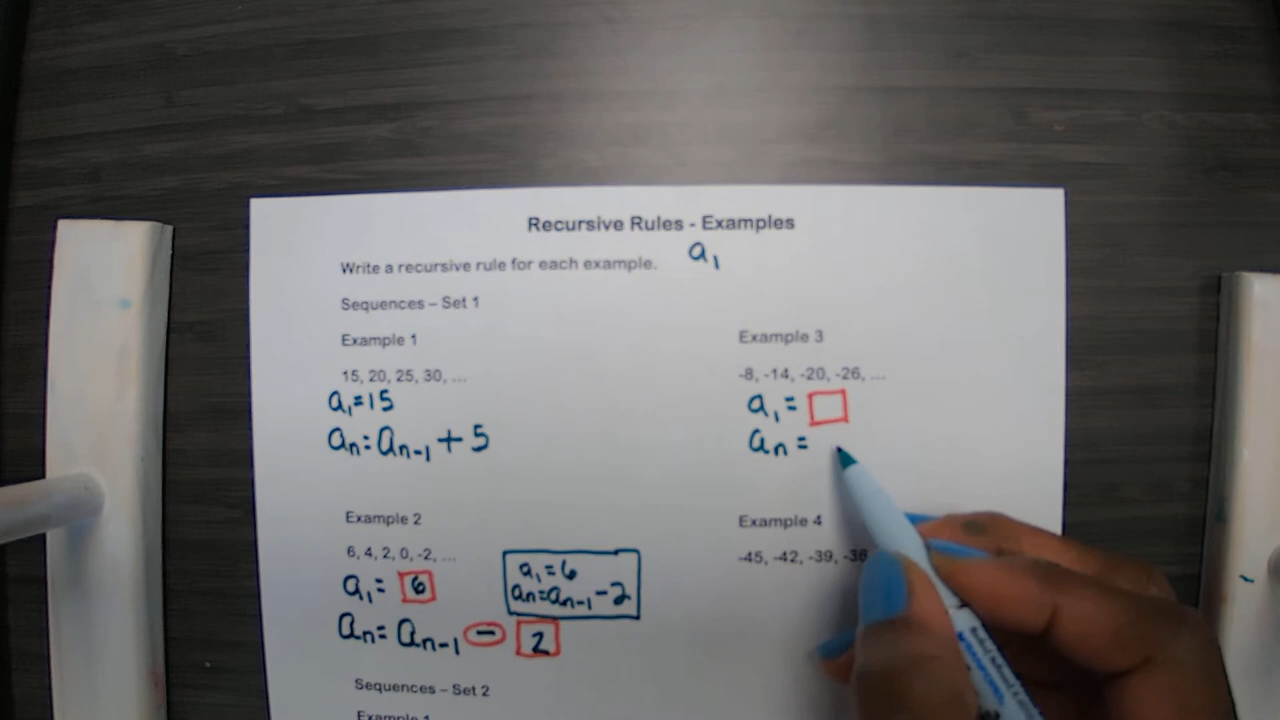 Recursive Rules - Examples
Write a recursive rule for each example. a₁
Sequences – Set 1
Example 1
15, 20, 25, 30, ...
a₁=15
aₙ=aₙ₋₁+5
Example 2
6, 4, 2, 0, -2, ...
a₁= 6
aₙ=aₙ₋₁ − 2
a₁=6
aₙ=aₙ₋₁-2
Sequences – Set 2
Example 1
Example 3
-8, -14, -20, -26, ...
a₁=
aₙ=
Example 4
-45, -42, -39, -36